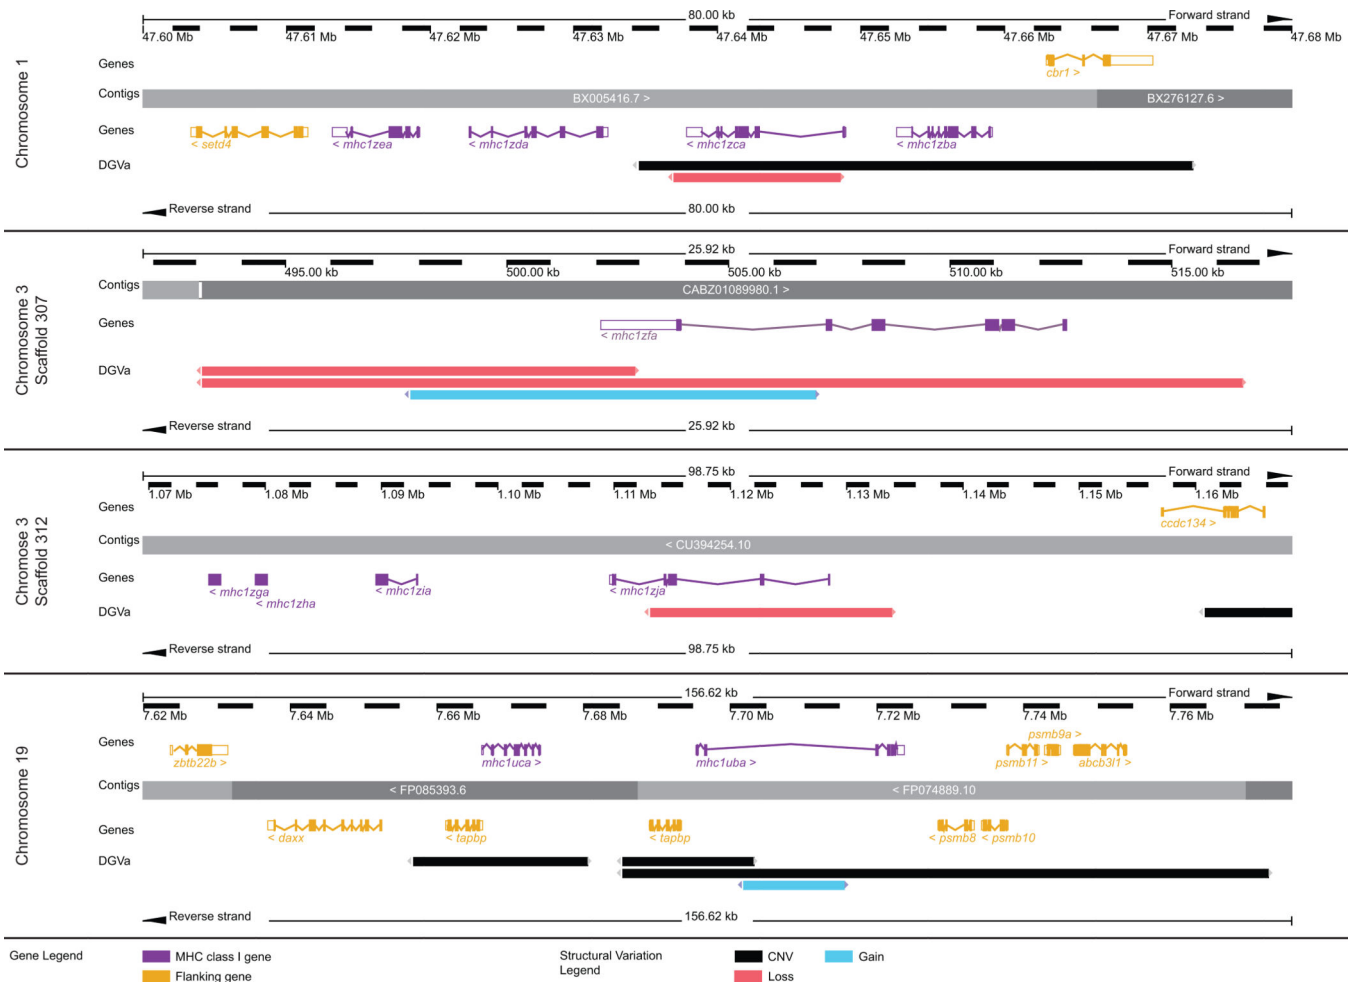 80.00 kb
Forward strand
47.60 Mb 47.61 Mb 47.62 Mb 47.63 Mb 47.64 Mb 47.65 Mb 47.66 Mb 47.67 Mb 47.68 Mb
Chromosome 1
Genes
cbr1 >
Contigs
BX005416.7 >
BX276127.6 >
Genes
< setd4
< mhc1zea
< mhc1zda
< mhc1zca
< mhc1zba
DGVa
Reverse strand
80.00 kb
25.92 kb
Forward strand
495.00 kb 500.00 kb 505.00 kb 510.00 kb 515.00 kb
Chromosome 3
Scaffold 307
Contigs
CABZ01089980.1 >
Genes
< mhc1zfa
DGVa
Reverse strand
25.92 kb
98.75 kb
Forward strand
1.07 Mb 1.08 Mb 1.09 Mb 1.10 Mb 1.11 Mb 1.12 Mb 1.13 Mb 1.14 Mb 1.15 Mb 1.16 Mb
Chromose 3
Scaffold 312
Genes
ccdc134 >
Contigs
< CU394254.10
Genes
< mhc1zga
< mhc1zha
< mhc1zia
< mhc1zja
DGVa
Reverse strand
98.75 kb
156.62 kb
Forward strand
7.62 Mb 7.64 Mb 7.66 Mb 7.68 Mb 7.70 Mb 7.72 Mb 7.74 Mb 7.76 Mb
Chromosome 19
Genes
zbtb22b >
mhc1uca >
mhc1uba >
psmb9a >
psmb11 >
abcb3l1 >
Contigs
< FP085393.6
< FP074889.10
Genes
< daxx
< tapbp
< tapbp
< psmb8
< psmb10
DGVa
Reverse strand
156.62 kb
Gene Legend
MHC class I gene
Flanking gene
Structural Variation
Legend
CNV
Gain
Loss